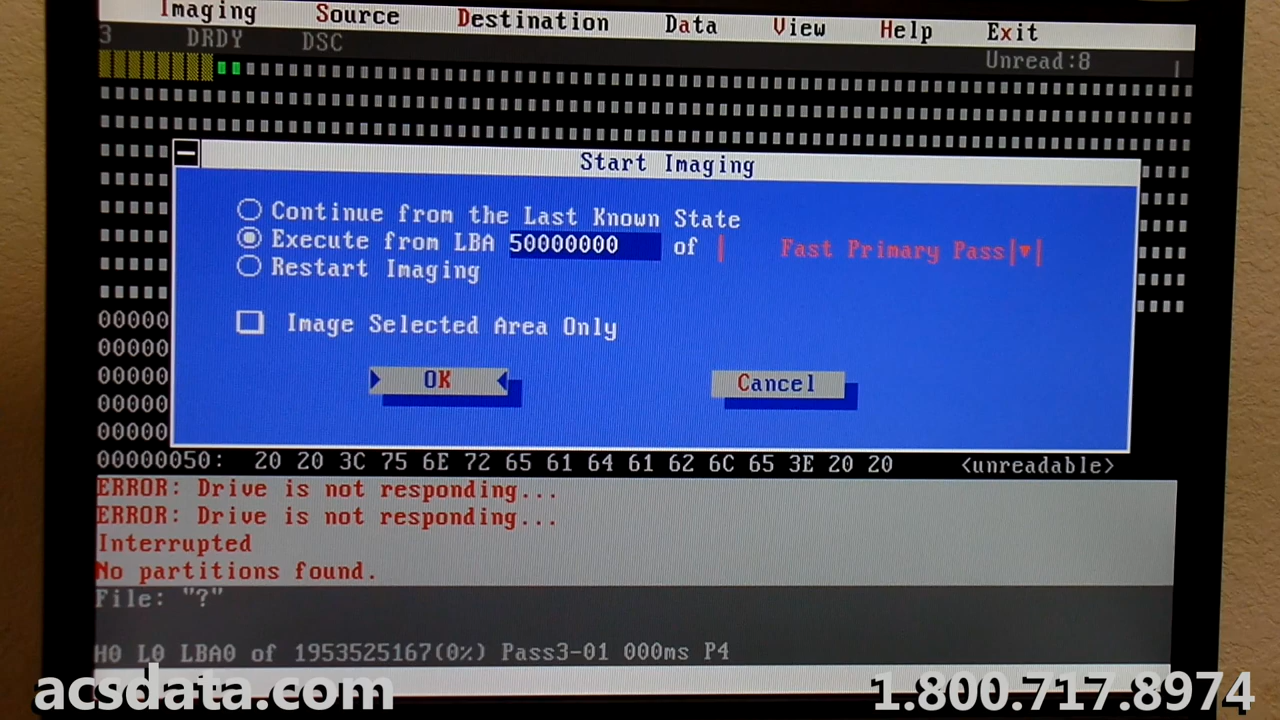 Imaging Source Destination Data View Help Exit
3 DRDY DSC Unread:8
Start Imaging
Continue from the Last Known State
Execute from LBA 50000000 of Fast Primary Pass
Restart Imaging
Image Selected Area Only
OK Cancel
00000
00000
00000
00000
00000
00000050: 20 20 3C 75 6E 72 65 61 64 61 62 6C 65 3E 20 20 <unreadable>
ERROR: Drive is not responding...
ERROR: Drive is not responding...
Interrupted
No partitions found.
File: "?"
H0 L0 LBA0 of 1953525167(0%) Pass3-01 000ms P4
acsdata.com 1.800.717.8974